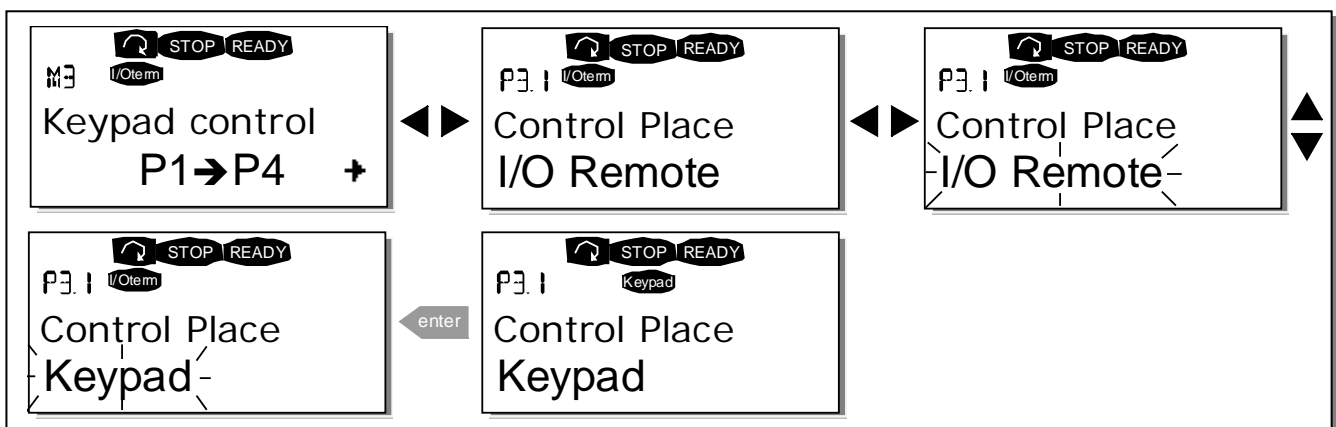 STOP READY
M3 I/Oterm
Keypad control
P1➔P4
STOP READY
P3.1 I/Oterm
Control Place
I/O Remote
STOP READY
P3.1 I/Oterm
Control Place
I/O Remote
STOP READY
P3.1 I/Oterm
Control Place
Keypad
enter
STOP READY
P3.1 Keypad
Control Place
Keypad